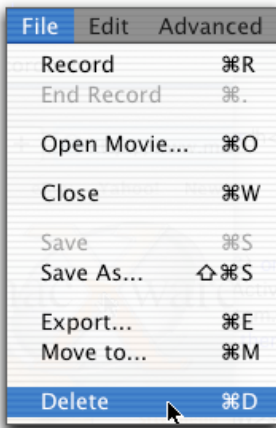 File Edit Advanced
Record ⌘R
End Record ⌘.
Open Movie... ⌘O
Close ⌘W
Save ⌘S
Save As... ⇧⌘S
Export... ⌘E
Move to... ⌘M
Delete ⌘D